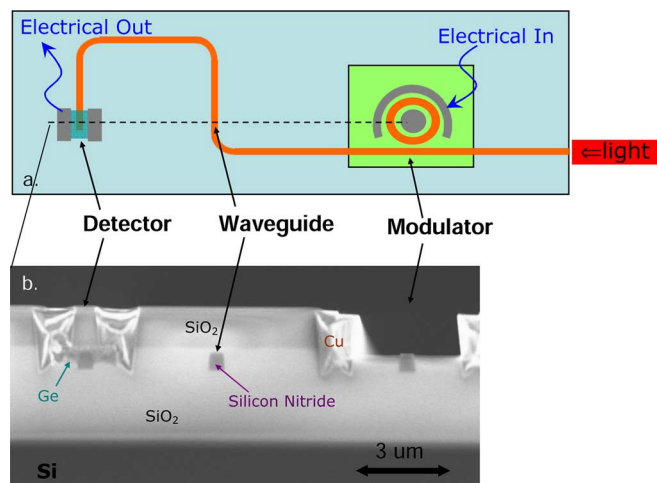 Electrical Out
Electrical In
⇐light
a.
Detector
Waveguide
Modulator
b.
SiO2
Cu
Ge
Silicon Nitride
SiO2
3 um
Si